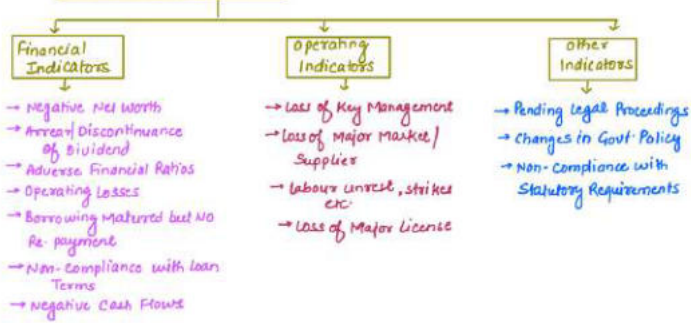 Financial
Indicators
→ Negative Net Worth
→ Arrear/Discontinuance
of Dividend
→ Adverse Financial Ratios
→ Operating Losses
→ Borrowing Matured but No
Re-payment
→ Non-compliance with Loan
Terms
→ Negative Cash Flows
Operating
Indicators
→ Loss of Key Management
→ Loss of Major Market/
Supplier
→ Labour unrest, strikes
etc.
→ Loss of Major License
Other
Indicators
→ Pending Legal Proceedings
→ Changes in Govt. Policy
→ Non-Compliance with
Statutory Requirements